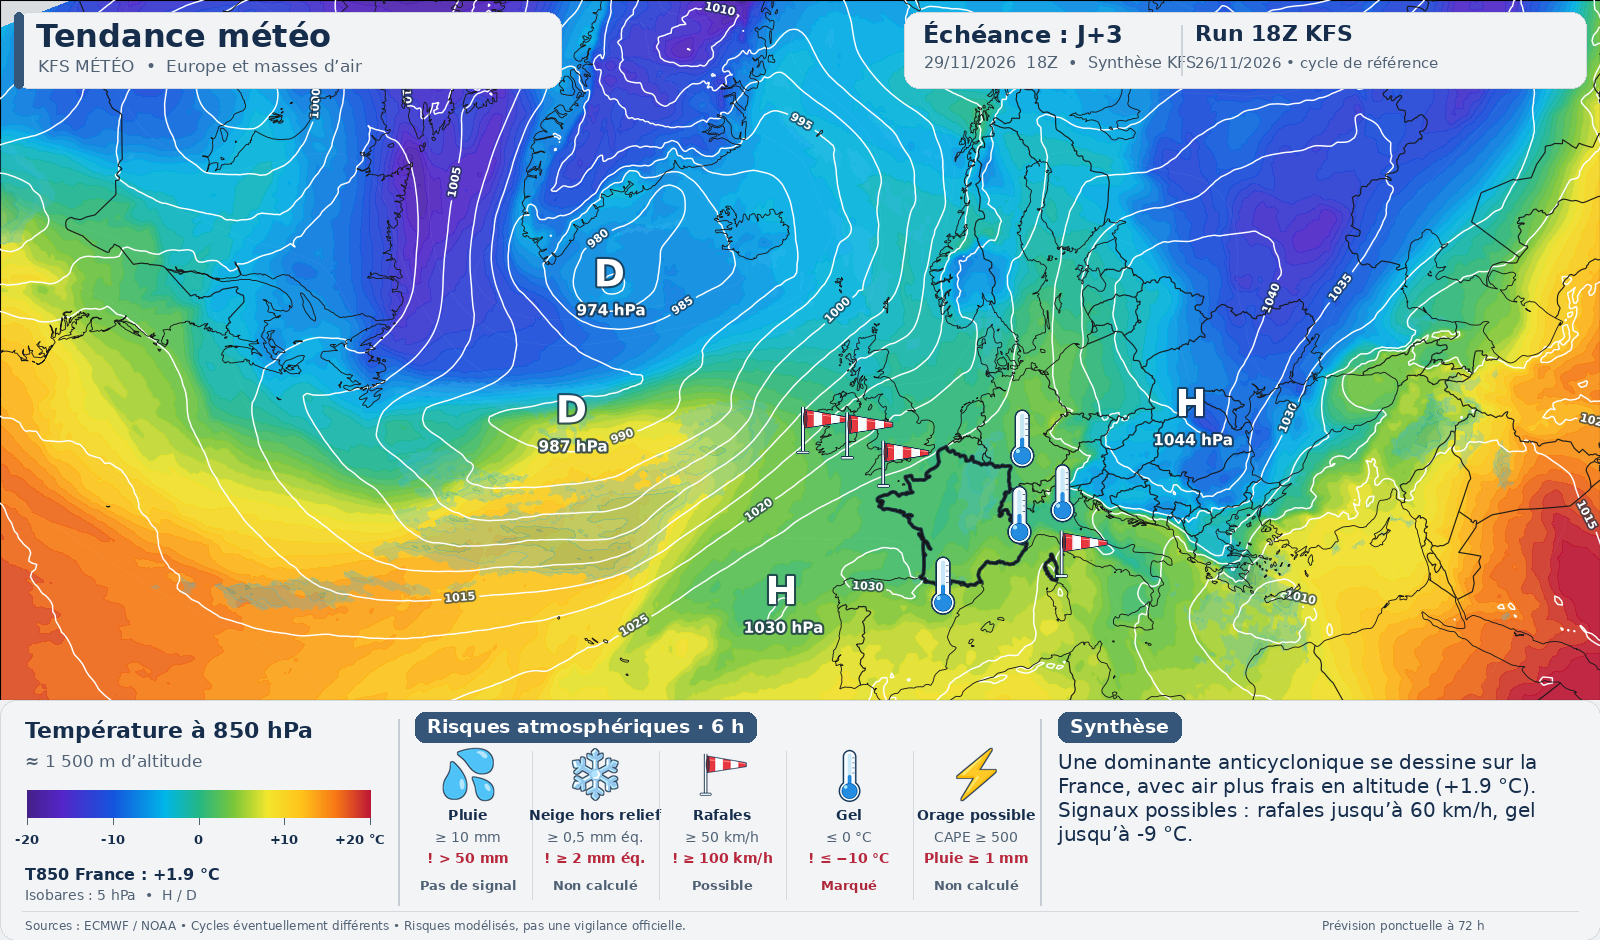 Tendance météo
KFS MÉTÉO • Europe et masses d’air
Échéance : J+3
29/11/2026 18Z • Synthèse KFS
Run 18Z KFS
26/11/2026 • cycle de référence
1010
1000
995
1005
980
D
974 hPa
985
1000
1040
1035
D
987 hPa
990
H
1044 hPa
1030
1020
1015
1030
H
1030 hPa
1010
1015
1025
Température à 850 hPa
≈ 1 500 m d’altitude
-20 -10 0 +10 +20 °C
T850 France : +1.9 °C
Isobares : 5 hPa • H / D
Risques atmosphériques · 6 h
Pluie
≥ 10 mm
! > 50 mm
Pas de signal
Neige hors relief
≥ 0,5 mm éq.
! ≥ 2 mm éq.
Non calculé
Rafales
≥ 50 km/h
! ≥ 100 km/h
Possible
Gel
≤ 0 °C
! ≤ −10 °C
Marqué
Orage possible
CAPE ≥ 500
Pluie ≥ 1 mm
Non calculé
Synthèse
Une dominante anticyclonique se dessine sur la
France, avec air plus frais en altitude (+1.9 °C).
Signaux possibles : rafales jusqu’à 60 km/h, gel
jusqu’à -9 °C.
Sources : ECMWF / NOAA • Cycles éventuellement différents • Risques modélisés, pas une vigilance officielle.
Prévision ponctuelle à 72 h